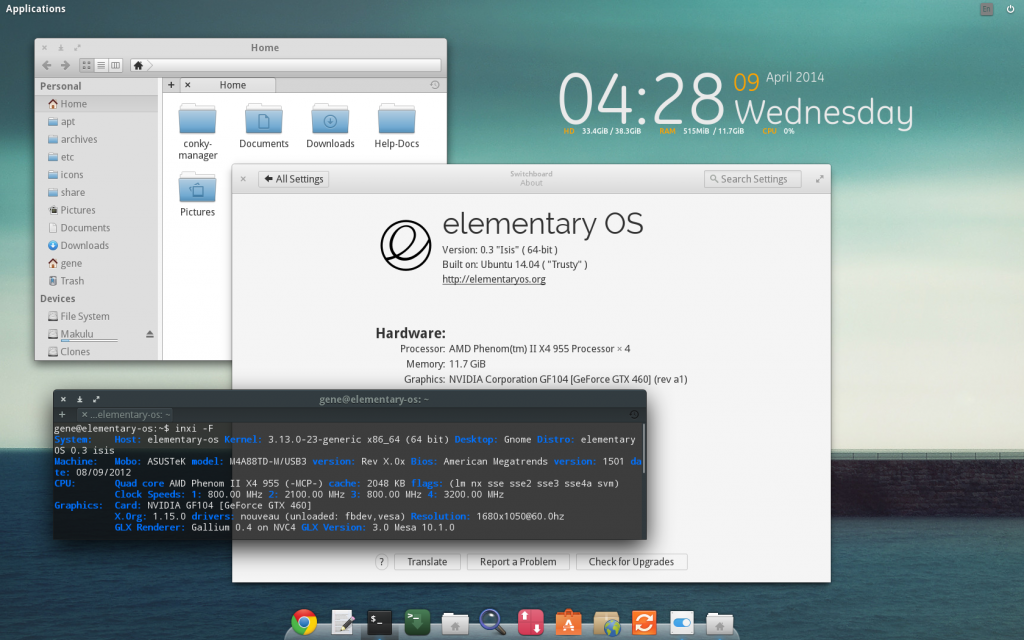 Applications
En
Home
Personal
Home
apt
archives
etc
icons
share
Pictures
Documents
Downloads
gene
Trash
Devices
File System
Makulu
Clones
Home
conky-
manager
Documents
Downloads
Help-Docs
Pictures
04:28
09 April 2014
Wednesday
HD 33.4GiB / 38.3GiB RAM 515MiB / 11.7GiB CPU 0%
All Settings
Switchboard
About
Search Settings
elementary OS
Version: 0.3 "Isis" ( 64-bit )
Built on: Ubuntu 14.04 ( "Trusty" )
http://elementaryos.org
Hardware:
Processor: AMD Phenom(tm) II X4 955 Processor × 4
Memory: 11.7 GiB
Graphics: NVIDIA Corporation GF104 [GeForce GTX 460] (rev a1)
gene@elementary-os: ~
...elementary-os: ~
gene@elementary-os:~$ inxi -F
System: Host: elementary-os Kernel: 3.13.0-23-generic x86_64 (64 bit) Desktop: Gnome Distro: elementary
OS 0.3 isis
Machine: Mobo: ASUSTeK model: M4A88TD-M/USB3 version: Rev X.0x Bios: American Megatrends version: 1501 da
te: 08/09/2012
CPU: Quad core AMD Phenom II X4 955 (-MCP-) cache: 2048 KB flags: (lm nx sse sse2 sse3 sse4a svm)
Clock Speeds: 1: 800.00 MHz 2: 2100.00 MHz 3: 800.00 MHz 4: 3200.00 MHz
Graphics: Card: NVIDIA GF104 [GeForce GTX 460]
X.Org: 1.15.0 drivers: nouveau (unloaded: fbdev,vesa) Resolution: 1680x1050@60.0hz
GLX Renderer: Gallium 0.4 on NVC4 GLX Version: 3.0 Mesa 10.1.0
?
Translate
Report a Problem
Check for Upgrades